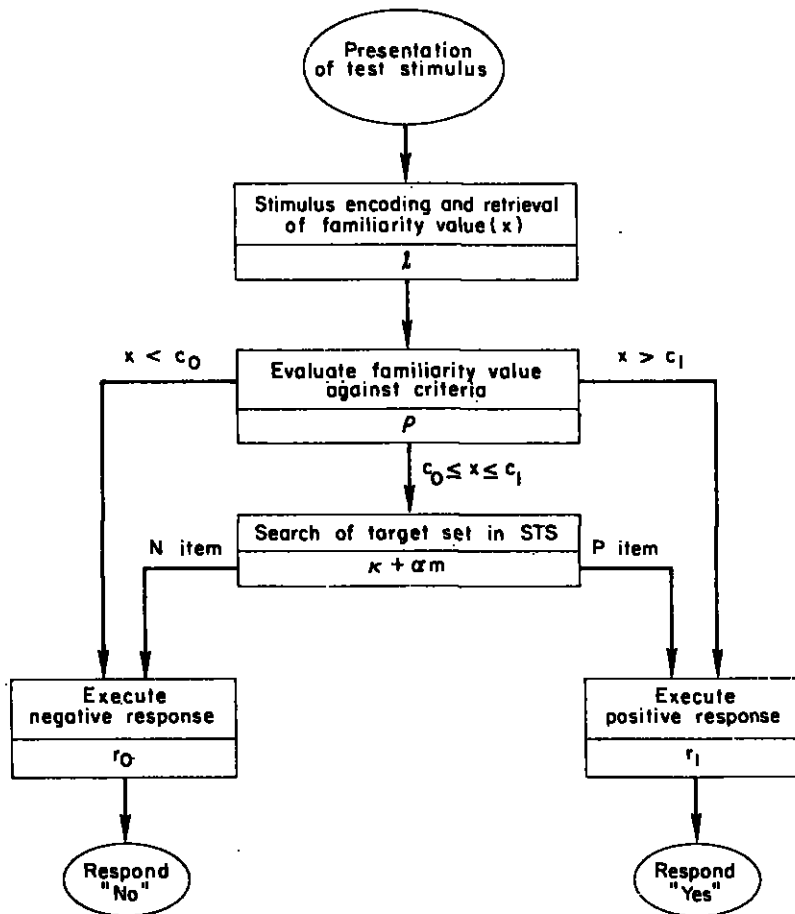 Presentation
of test stimulus
Stimulus encoding and retrieval
of familiarity value (x)
l
x < c₀
Evaluate familiarity value
against criteria
x > c₁
ρ
c₀ ≤ x ≤ c₁
N item
Search of target set in STS
P item
κ + αm
Execute
negative response
r₀
Execute
positive response
r₁
Respond
"No"
Respond
"Yes"